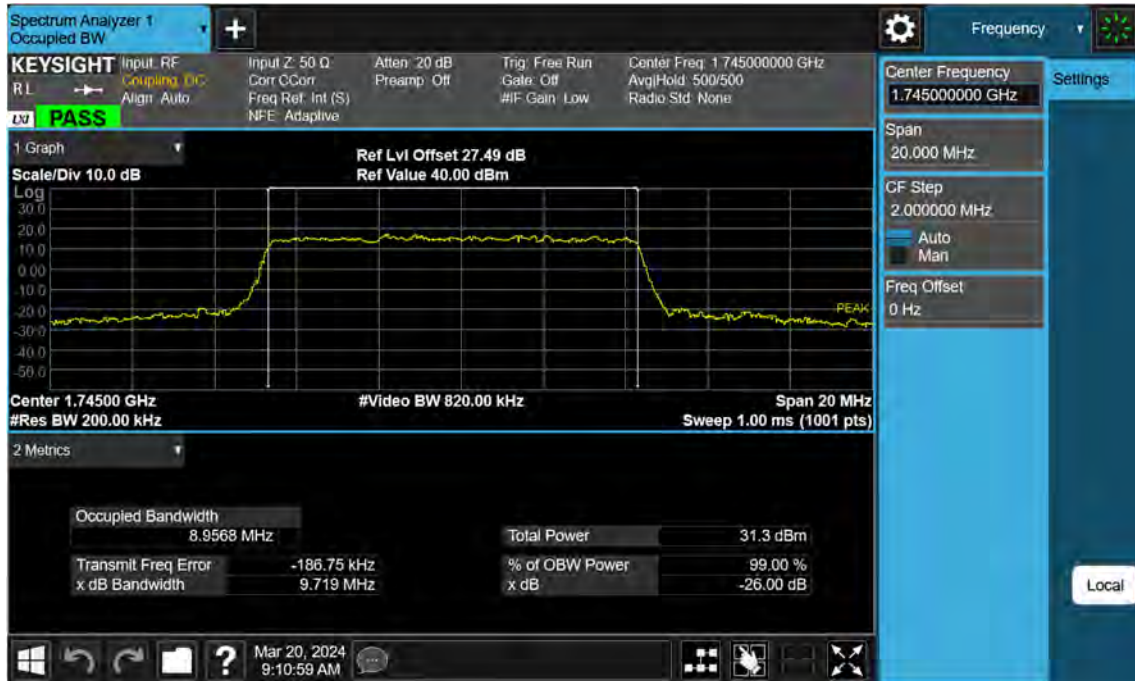 Spectrum Analyzer 1
Occupied BW
Frequency
KEYSIGHT
RL
LXI
PASS
Input: RF
Coupling: DC
Align: Auto
Input Z: 50 Ω
Corr CCorr
Freq Ref: Int (S)
NFE: Adaptive
Atten: 20 dB
Preamp: Off
Trig: Free Run
Gate: Off
#IF Gain: Low
Center Freq: 1.745000000 GHz
Avg|Hold: 500/500
Radio Std: None
1 Graph
Scale/Div 10.0 dB
Ref Lvl Offset 27.49 dB
Ref Value 40.00 dBm
Log
30.0
20.0
10.0
0.00
-10.0
-20.0
-30.0
-40.0
-50.0
PEAK
Center 1.74500 GHz
#Video BW 820.00 kHz
Span 20 MHz
#Res BW 200.00 kHz
Sweep 1.00 ms (1001 pts)
2 Metrics
Occupied Bandwidth
8.9568 MHz
Total Power 31.3 dBm
Transmit Freq Error -186.75 kHz
% of OBW Power 99.00 %
x dB Bandwidth 9.719 MHz
x dB -26.00 dB
Center Frequency
1.745000000 GHz
Settings
Span
20.000 MHz
CF Step
2.000000 MHz
Auto
Man
Freq Offset
0 Hz
Local
?
Mar 20, 2024
9:10:59 AM